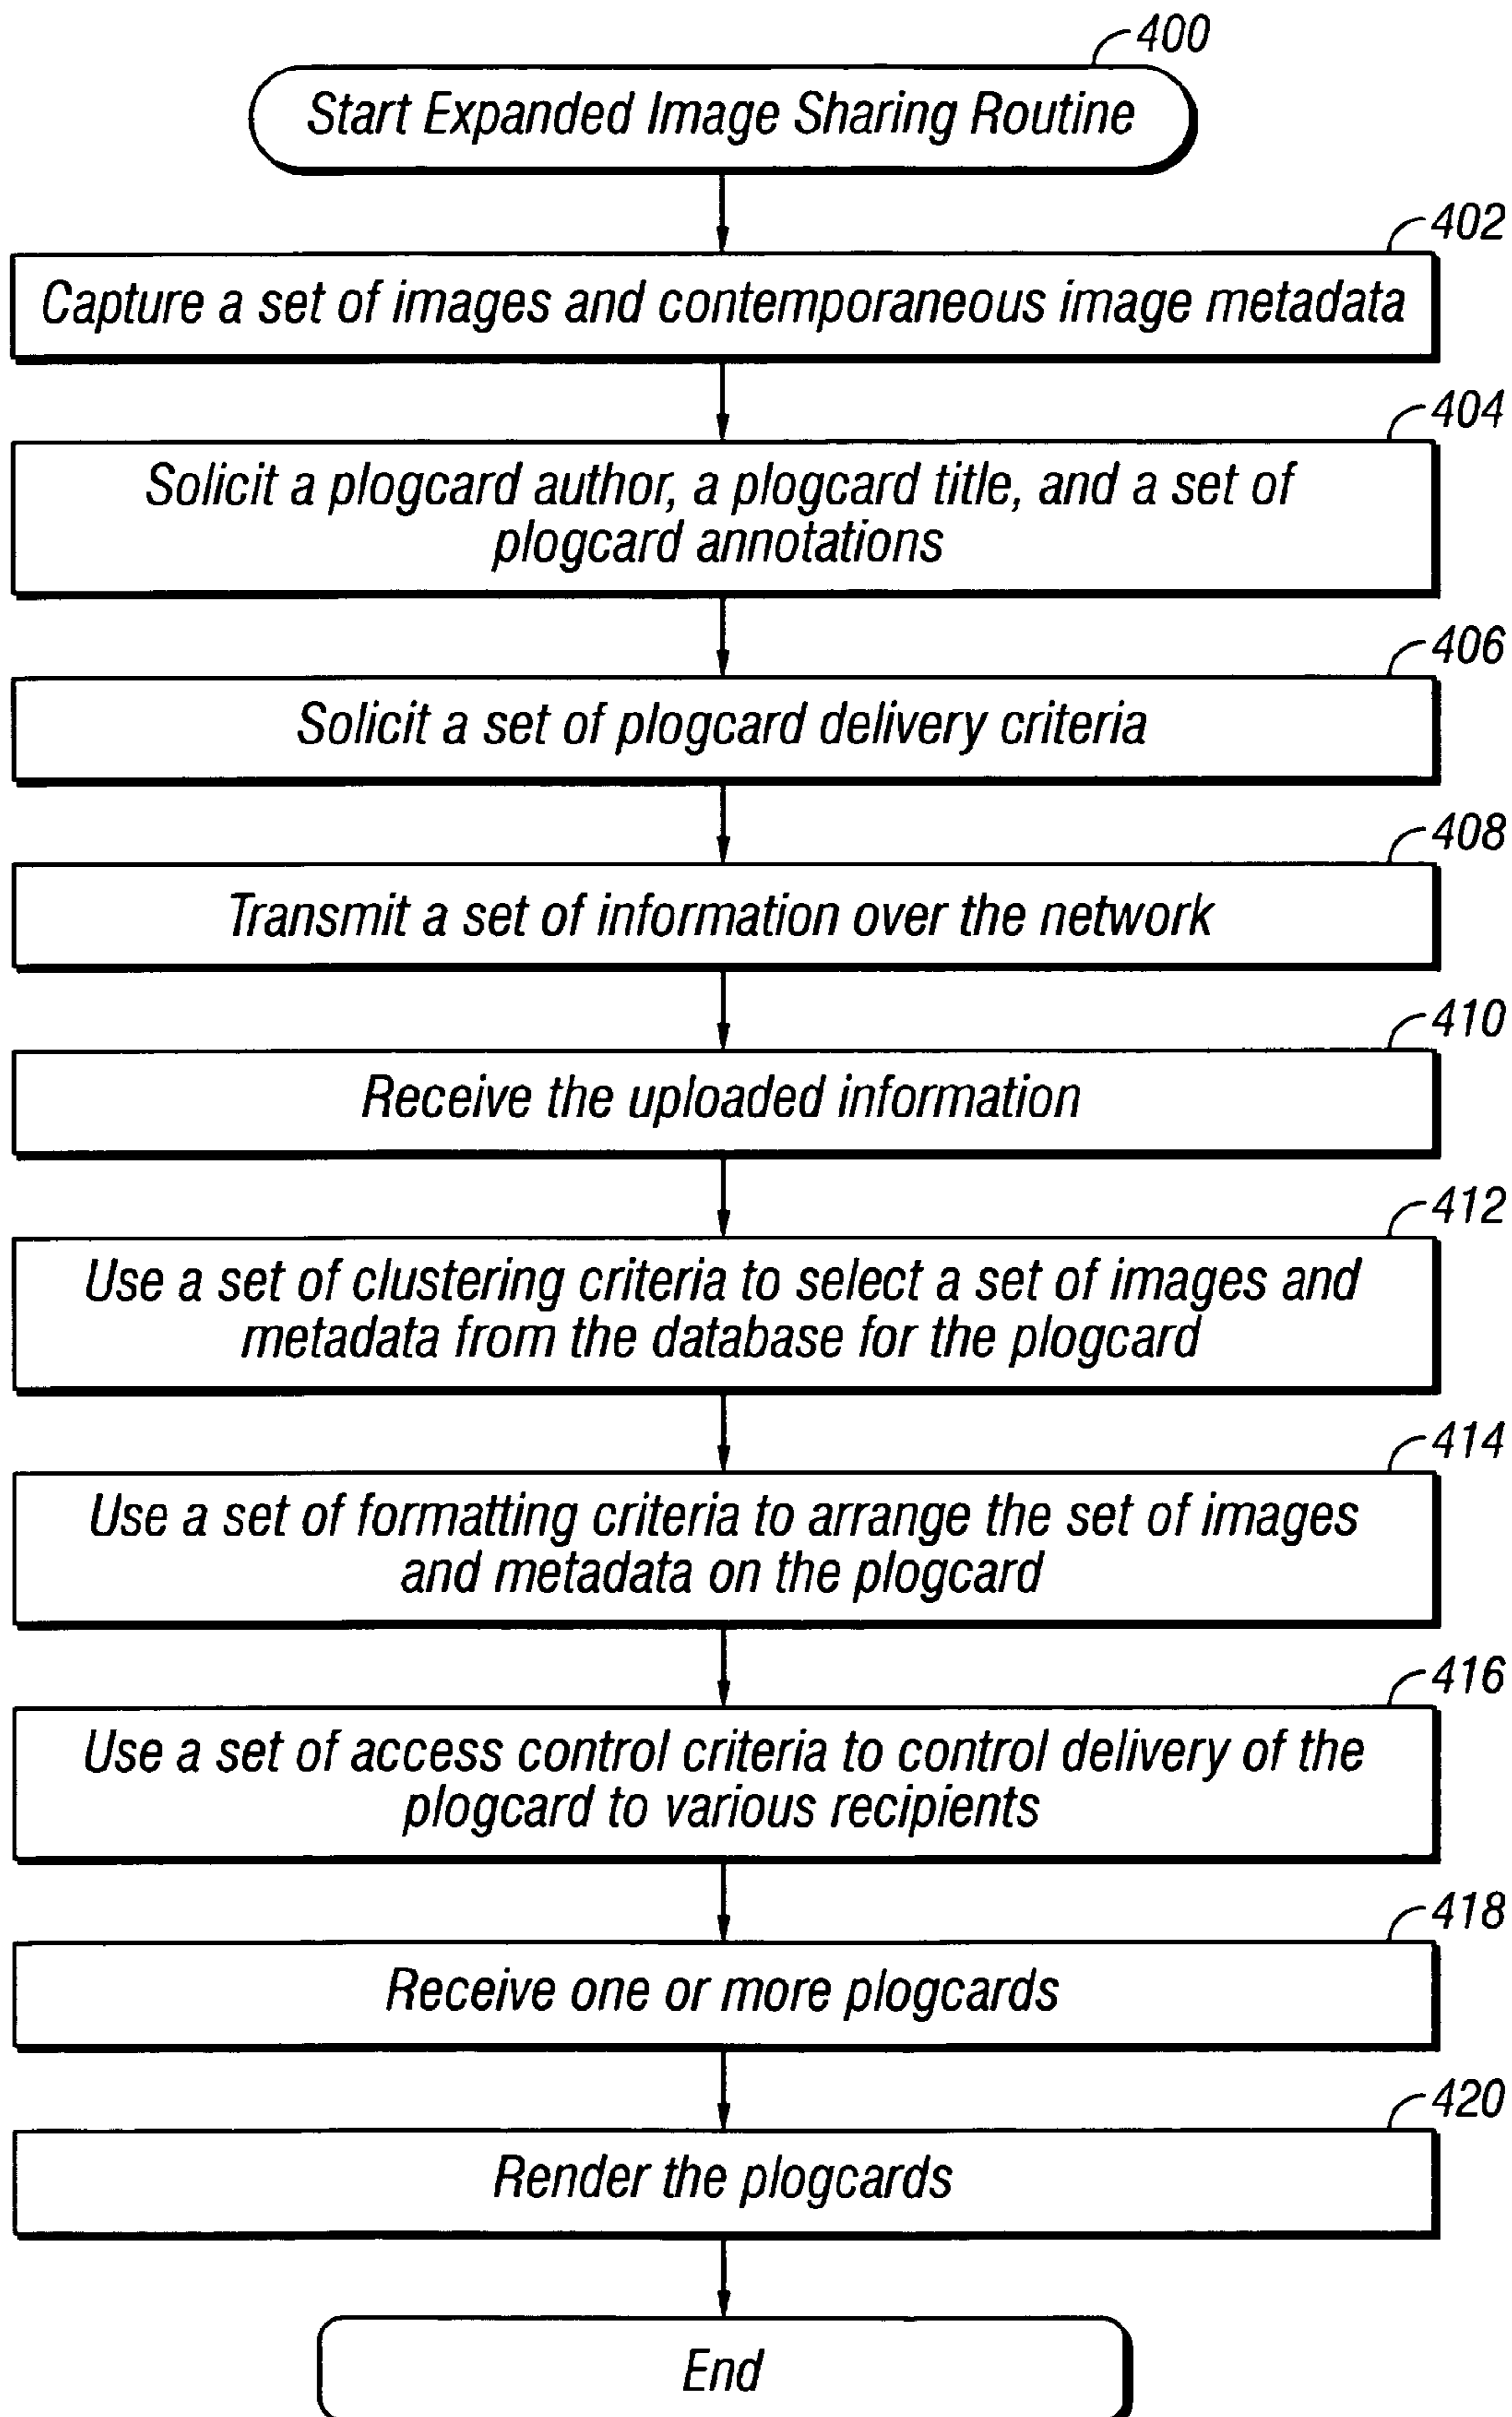 400
Start Expanded Image Sharing Routine
402
Capture a set of images and contemporaneous image metadata
404
Solicit a plogcard author, a plogcard title, and a set of
plogcard annotations
406
Solicit a set of plogcard delivery criteria
408
Transmit a set of information over the network
410
Receive the uploaded information
412
Use a set of clustering criteria to select a set of images and
metadata from the database for the plogcard
414
Use a set of formatting criteria to arrange the set of images
and metadata on the plogcard
416
Use a set of access control criteria to control delivery of the
plogcard to various recipients
418
Receive one or more plogcards
420
Render the plogcards
End